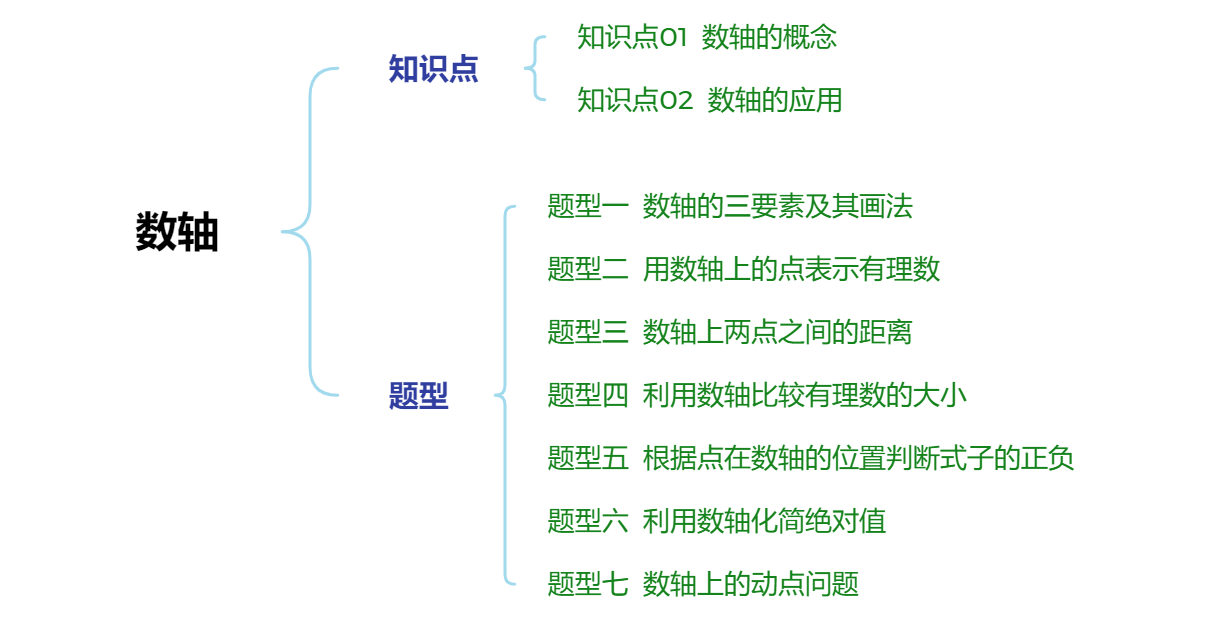 数轴
知识点
知识点01 数轴的概念
知识点02 数轴的应用
题型
题型一 数轴的三要素及其画法
题型二 用数轴上的点表示有理数
题型三 数轴上两点之间的距离
题型四 利用数轴比较有理数的大小
题型五 根据点在数轴的位置判断式子的正负
题型六 利用数轴化简绝对值
题型七 数轴上的动点问题